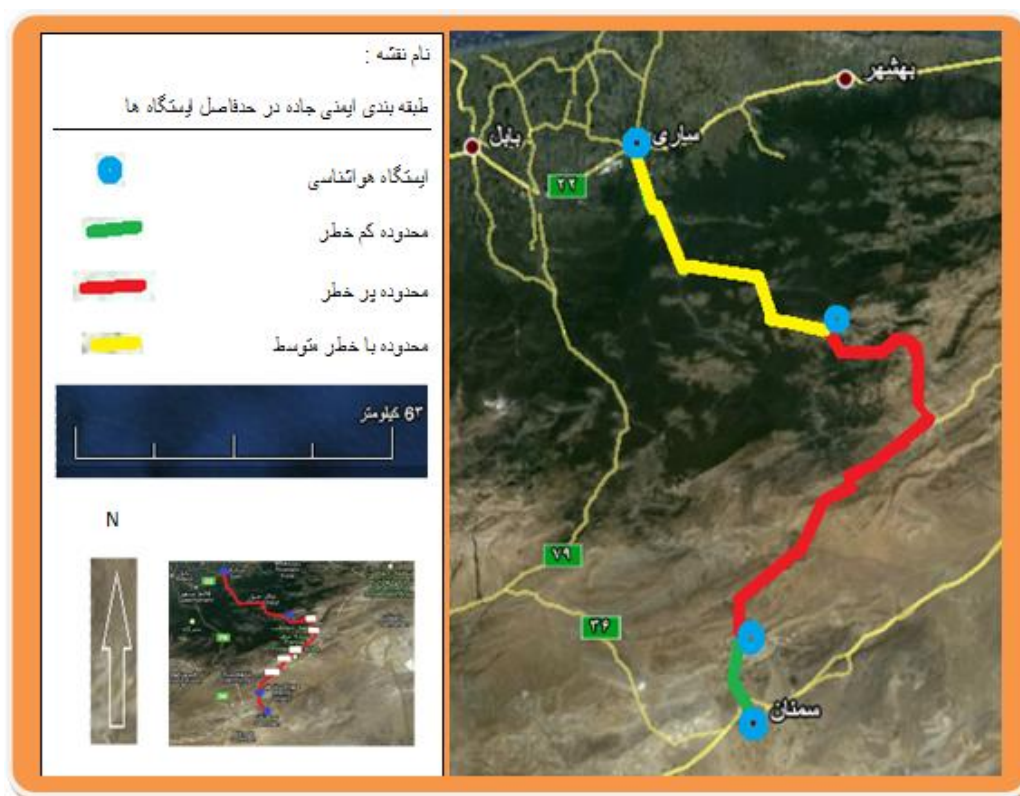 نام نقشه :
طبقه بندی ایمنی جاده در حدفاصل ایستگاه ها
ایستگاه هواشناسی
محدوده کم خطر
محدوده پر خطر
محدوده با خطر متوسط
۶۳ کیلومتر
N
بهشهر
ساری
بابل
۲۲
۷۹
۳۶
سمنان